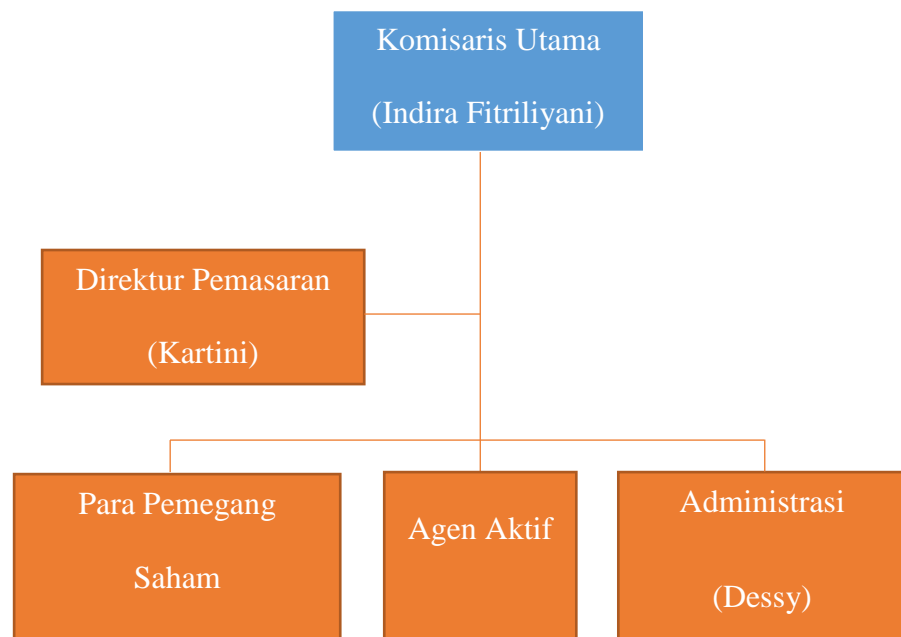 Komisaris Utama
(Indira Fitriliyani)
Direktur Pemasaran
(Kartini)
Para Pemegang
Saham
Agen Aktif
Administrasi
(Dessy)